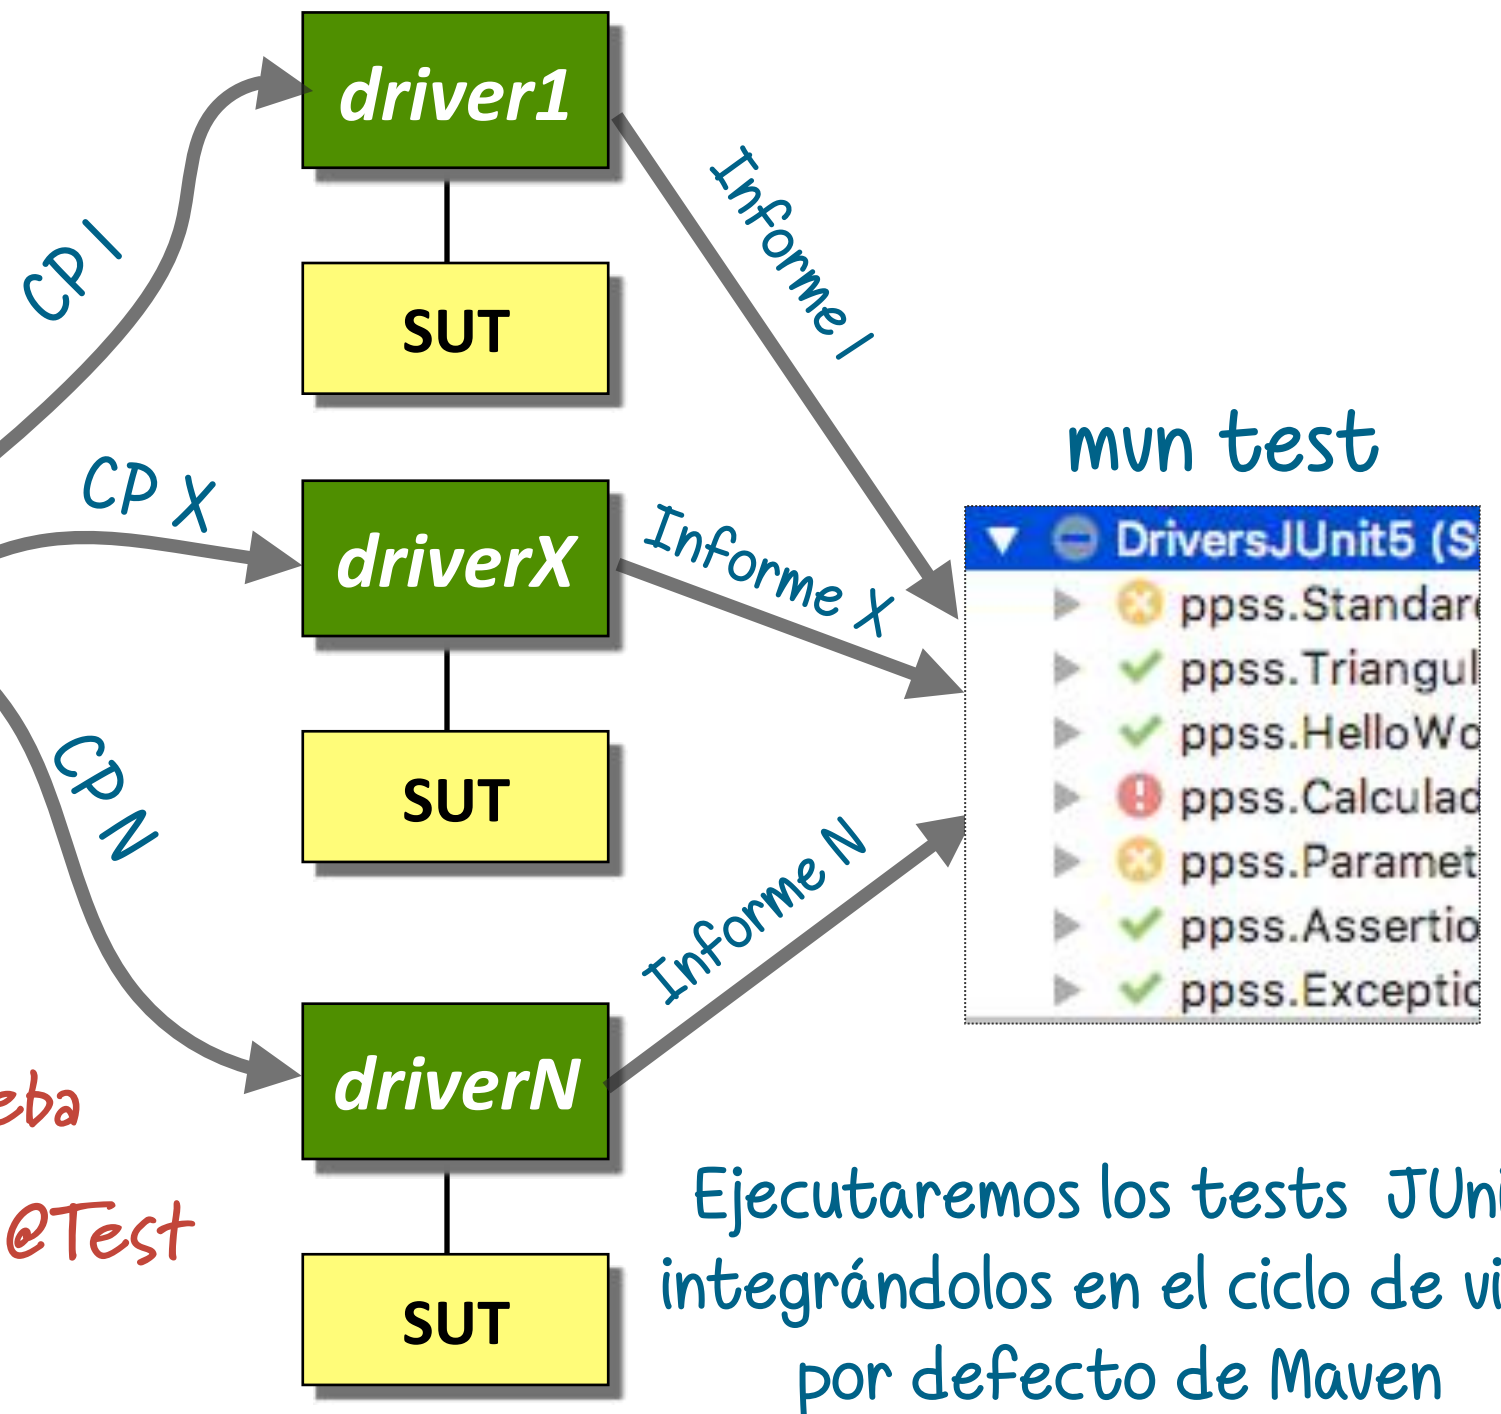 driver1
CP 1
Informe 1
SUT
mvn test
CP X
driverX
Informe X
DriversJUnit5 (S
ppss.Standar
ppss.Triangul
ppss.HelloWo
ppss.Calculad
ppss.Paramet
ppss.Assertio
ppss.Exceptio
SUT
CP N
Informe N
driverN
eba
@Test
SUT
Ejecutaremos los tests JUni
integrándolos en el ciclo de vi
por defecto de Maven